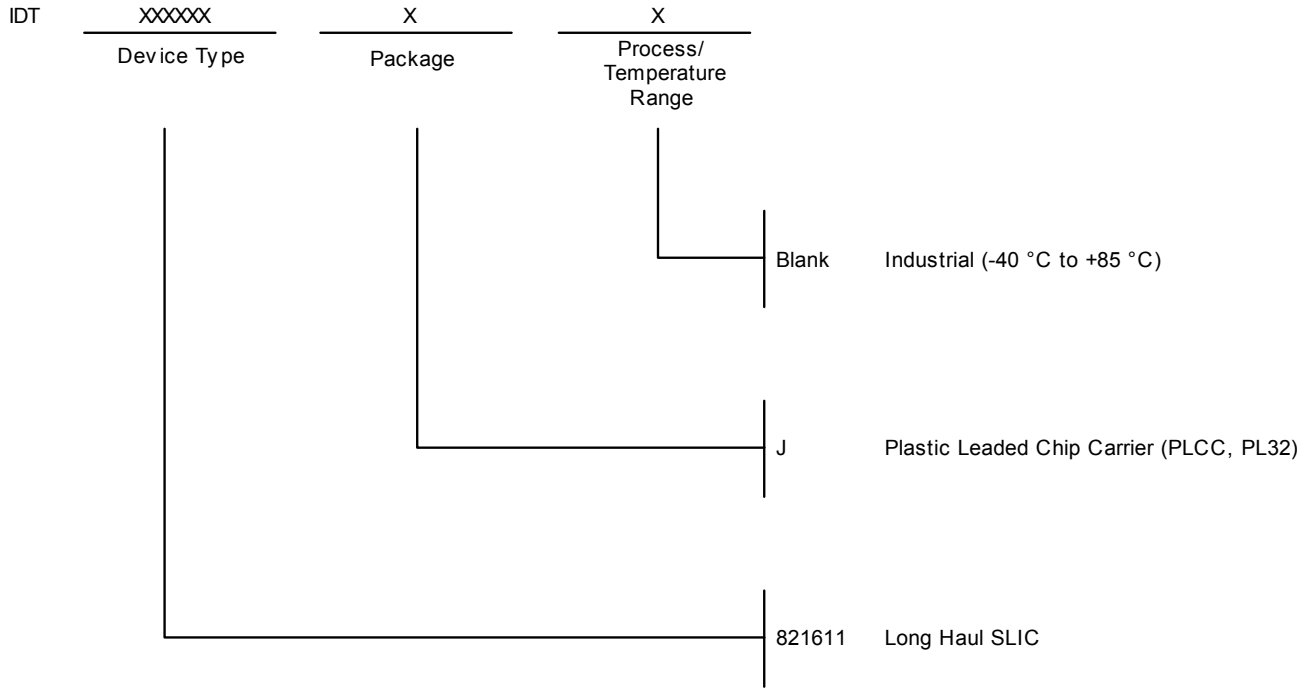 IDT XXXXXX X X
Device Type Package Process/
Temperature
Range
Blank Industrial (-40 °C to +85 °C)
J Plastic Leaded Chip Carrier (PLCC, PL32)
821611 Long Haul SLIC